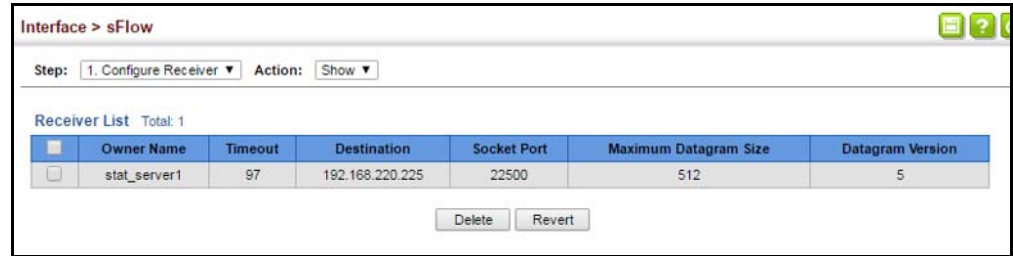 Interface > sFlow
Step: 1. Configure Receiver ▼ Action: Show ▼
Receiver List Total: 1
Owner Name Timeout Destination Socket Port Maximum Datagram Size Datagram Version
stat_server1 97 192.168.220.225 22500 512 5
Delete Revert